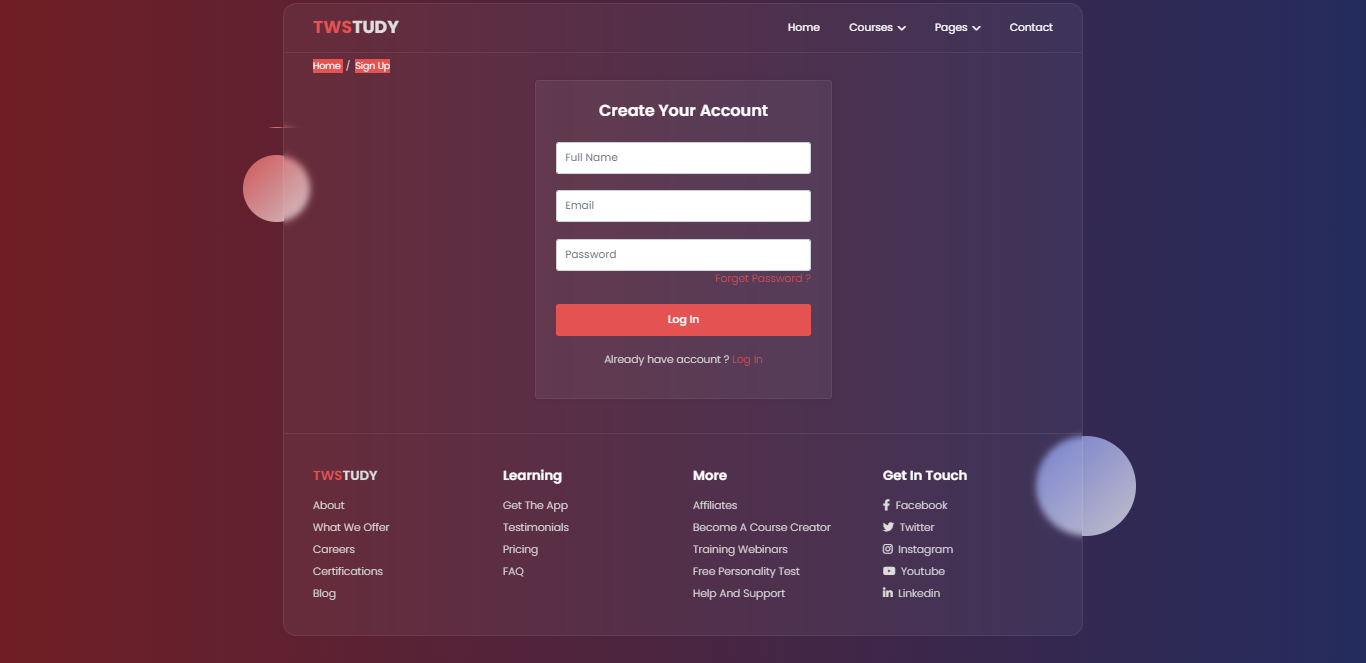 TWSTUDY
Home Courses Pages Contact
Home / Sign Up
Create Your Account
Full Name
Email
Password
Forget Password ?
Log In
Already have account ? Log In
TWSTUDY
About
What We Offer
Careers
Certifications
Blog
Learning
Get The App
Testimonials
Pricing
FAQ
More
Affiliates
Become A Course Creator
Training Webinars
Free Personality Test
Help And Support
Get In Touch
Facebook
Twitter
Instagram
Youtube
Linkedin